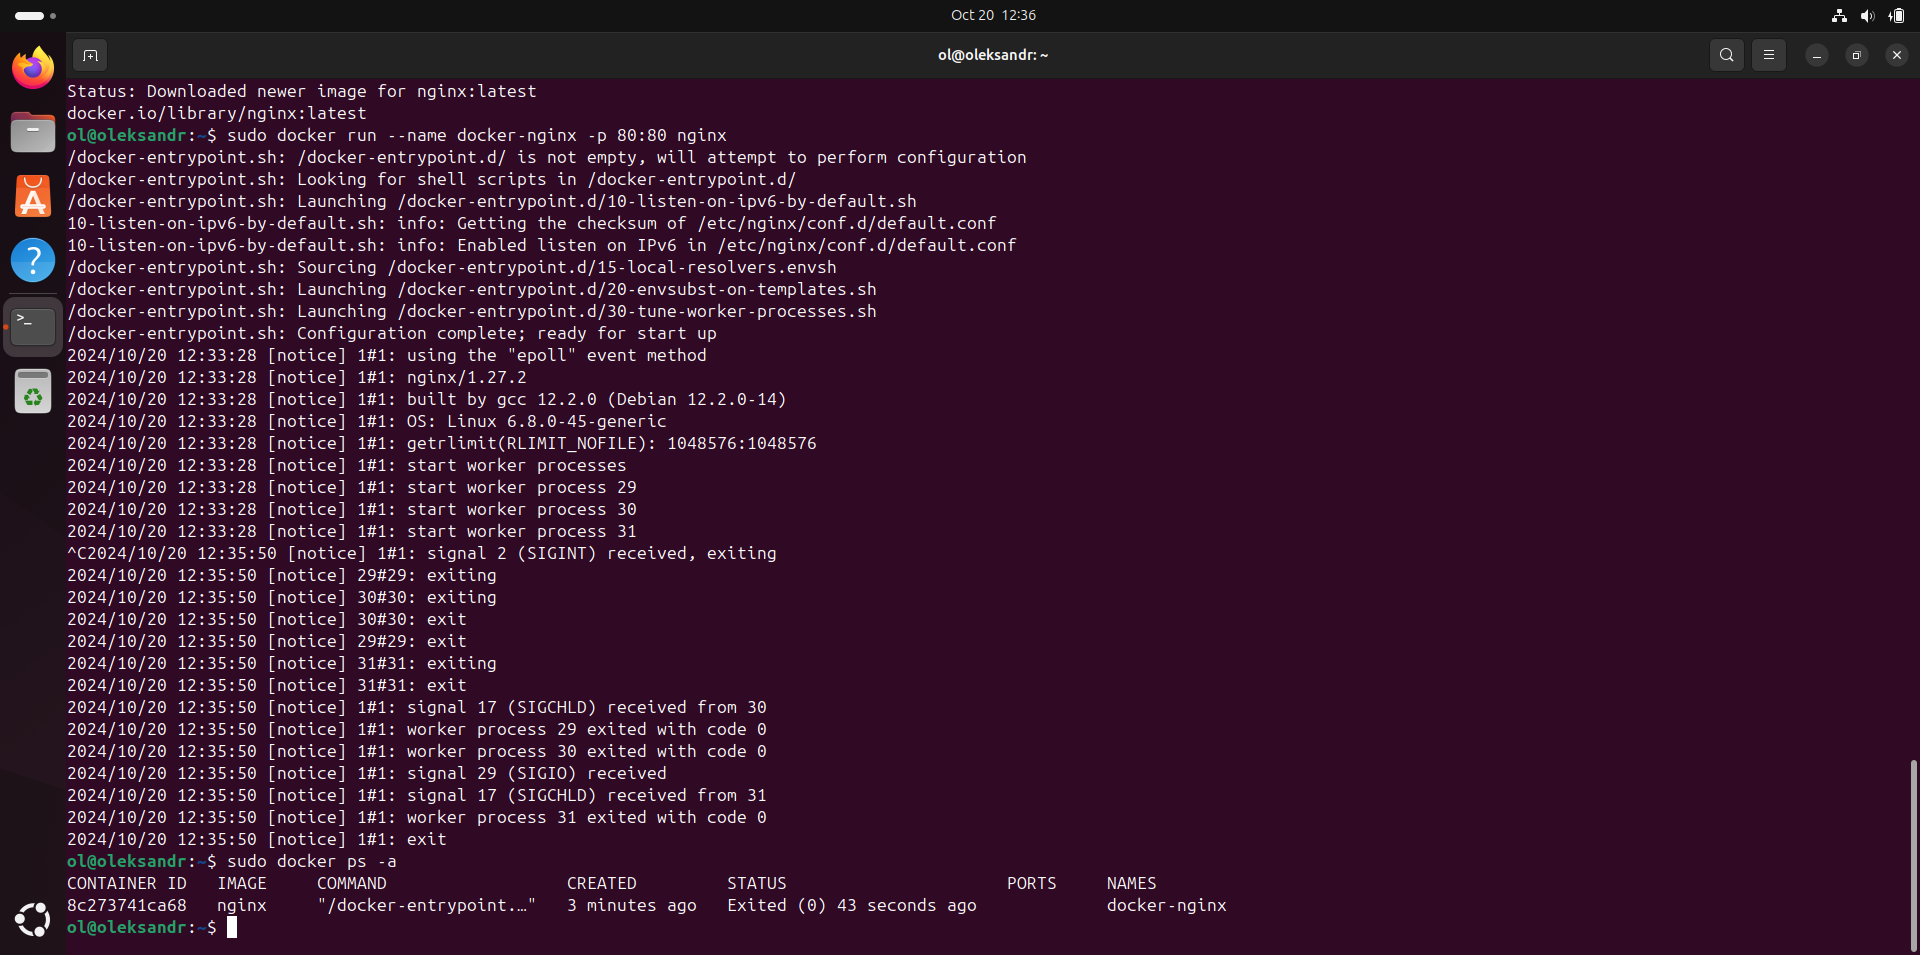 Oct 20 12:36
ol@oleksandr: ~
Status: Downloaded newer image for nginx:latest
docker.io/library/nginx:latest
ol@oleksandr:~$ sudo docker run --name docker-nginx -p 80:80 nginx
/docker-entrypoint.sh: /docker-entrypoint.d/ is not empty, will attempt to perform configuration
/docker-entrypoint.sh: Looking for shell scripts in /docker-entrypoint.d/
/docker-entrypoint.sh: Launching /docker-entrypoint.d/10-listen-on-ipv6-by-default.sh
10-listen-on-ipv6-by-default.sh: info: Getting the checksum of /etc/nginx/conf.d/default.conf
10-listen-on-ipv6-by-default.sh: info: Enabled listen on IPv6 in /etc/nginx/conf.d/default.conf
/docker-entrypoint.sh: Sourcing /docker-entrypoint.d/15-local-resolvers.envsh
/docker-entrypoint.sh: Launching /docker-entrypoint.d/20-envsubst-on-templates.sh
/docker-entrypoint.sh: Launching /docker-entrypoint.d/30-tune-worker-processes.sh
/docker-entrypoint.sh: Configuration complete; ready for start up
2024/10/20 12:33:28 [notice] 1#1: using the "epoll" event method
2024/10/20 12:33:28 [notice] 1#1: nginx/1.27.2
2024/10/20 12:33:28 [notice] 1#1: built by gcc 12.2.0 (Debian 12.2.0-14)
2024/10/20 12:33:28 [notice] 1#1: OS: Linux 6.8.0-45-generic
2024/10/20 12:33:28 [notice] 1#1: getrlimit(RLIMIT_NOFILE): 1048576:1048576
2024/10/20 12:33:28 [notice] 1#1: start worker processes
2024/10/20 12:33:28 [notice] 1#1: start worker process 29
2024/10/20 12:33:28 [notice] 1#1: start worker process 30
2024/10/20 12:33:28 [notice] 1#1: start worker process 31
^C2024/10/20 12:35:50 [notice] 1#1: signal 2 (SIGINT) received, exiting
2024/10/20 12:35:50 [notice] 29#29: exiting
2024/10/20 12:35:50 [notice] 30#30: exiting
2024/10/20 12:35:50 [notice] 30#30: exit
2024/10/20 12:35:50 [notice] 29#29: exit
2024/10/20 12:35:50 [notice] 31#31: exiting
2024/10/20 12:35:50 [notice] 31#31: exit
2024/10/20 12:35:50 [notice] 1#1: signal 17 (SIGCHLD) received from 30
2024/10/20 12:35:50 [notice] 1#1: worker process 29 exited with code 0
2024/10/20 12:35:50 [notice] 1#1: worker process 30 exited with code 0
2024/10/20 12:35:50 [notice] 1#1: signal 29 (SIGIO) received
2024/10/20 12:35:50 [notice] 1#1: signal 17 (SIGCHLD) received from 31
2024/10/20 12:35:50 [notice] 1#1: worker process 31 exited with code 0
2024/10/20 12:35:50 [notice] 1#1: exit
ol@oleksandr:~$ sudo docker ps -a
CONTAINER ID   IMAGE     COMMAND                  CREATED         STATUS                      PORTS     NAMES
8c273741ca68   nginx     "/docker-entrypoint.…"   3 minutes ago   Exited (0) 43 seconds ago             docker-nginx
ol@oleksandr:~$